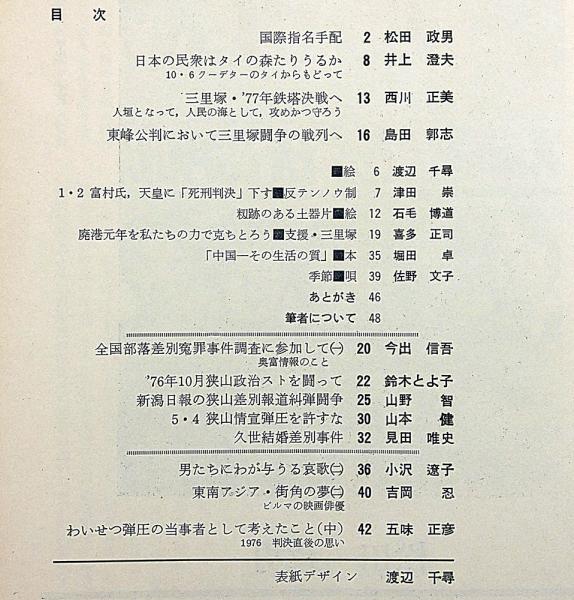 目 次
国際指名手配 2 松田 政男
日本の民衆はタイの森たりうるか 8 井上 澄夫
10・6クーデターのタイからもどって
三里塚・'77年鉄塔決戦へ 13 西川 正美
人垣となって，人民の海として，攻めかつ守ろう
東峰公判において三里塚闘争の戦列へ 16 島田 郭志
絵 6 渡辺 千尋
1・2 富村氏，天皇に「死刑判決」下す 反テンノウ制 7 津田 崇
籾跡のある土器片 絵 12 石毛 博道
廃港元年を私たちの力で克ちとろう 支援・三里塚 19 喜多 正司
「中国―その生活の質」 本 35 堀田 卓
季節 唄 39 佐野 文子
あとがき 46
筆者について 48
全国部落差別冤罪事件調査に参加して㈠ 20 今出 信吾
奥富情報のこと
'76年10月狭山政治ストを闘って 22 鈴木とよ子
新潟日報の狭山差別報道糾弾闘争 25 山野 智
5・4 狭山情宣弾圧を許すな 30 山本 健
久世結婚差別事件 32 見田 唯史
男たちにわが与うる哀歌㈡ 36 小沢 遼子
東南アジア・街角の夢㈡ 40 吉岡 忍
ビルマの映画俳優
わいせつ弾圧の当事者として考えたこと(中) 42 五味 正彦
1976 判決直後の思い
表紙デザイン 渡辺 千尋